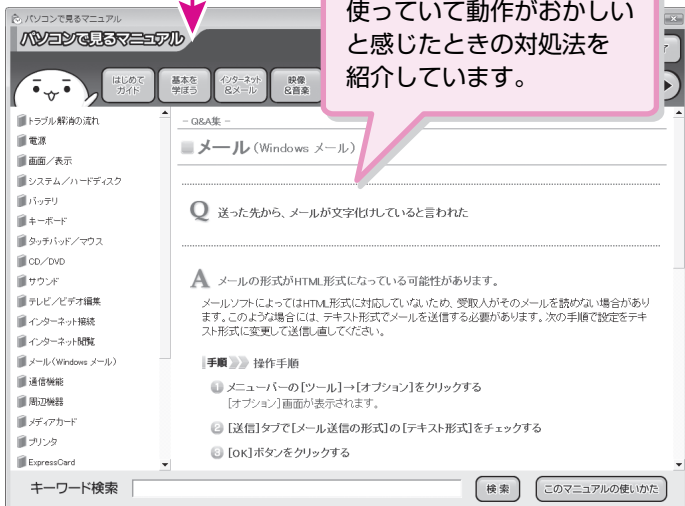 使っていて動作がおかしい
と感じたときの対処法を
紹介しています。
パソコンで見るマニュアル
パソコンで見るマニュアル
はじめて
ガイド
基本を
学ぼう
インターネット
&メール
映像
&音楽
トラブル解消の流れ
電源
画面/表示
システム/ハードディスク
バッテリ
キーボード
タッチパッド/マウス
CD/DVD
サウンド
テレビ/ビデオ編集
インターネット接続
インターネット閲覧
メール(Windows メール)
通信機能
周辺機器
メディアカード
プリンタ
ExpressCard
- Q&A集 -
メール (Windows メール)
Q 送った先から、メールが文字化けしていると言われた
A メールの形式がHTML形式になっている可能性があります。
メールソフトによってはHTML形式に対応していないため、受取人がそのメールを読めない場合があり
ます。このような場合には、テキスト形式でメールを送信する必要があります。次の手順で設定をテキ
スト形式に変更して送信し直してください。
手順 操作手順
1 メニューバーの[ツール]→[オプション]をクリックする
[オプション]画面が表示されます。
2 [送信]タブで[メール送信の形式]の[テキスト形式]をチェックする
3 [OK]ボタンをクリックする
キーワード検索
検索
このマニュアルの使いかた